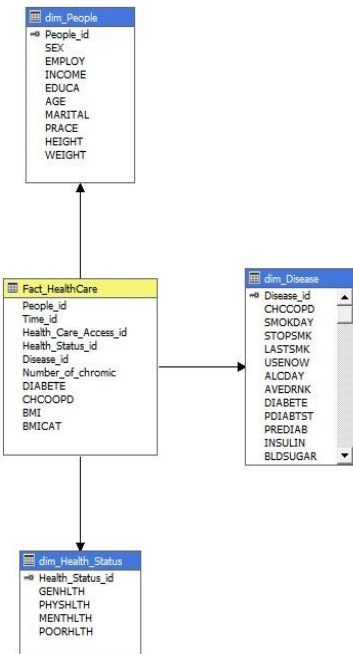 dim_People
People_id
SEX
EMPLOY
INCOME
EDUCA
AGE
MARITAL
PRACE
HEIGHT
WEIGHT
Fact_HealthCare
People_id
Time_id
Health_Care_Access_id
Health_Status_id
Disease_id
Number_of_chromic
DIABETE
CHCOOPD
BMI
BMICAT
dim_Disease
Disease_id
CHCCOPD
SMOKDAY
STOPSMK
LASTSMK
USENOW
ALCDAY
AVEDRNK
DIABETE
PDIABTST
PREDIAB
INSULIN
BLDSUGAR
dim_Health_Status
Health_Status_id
GENHLTH
PHYSHLTH
MENTHLTH
POORHLTH